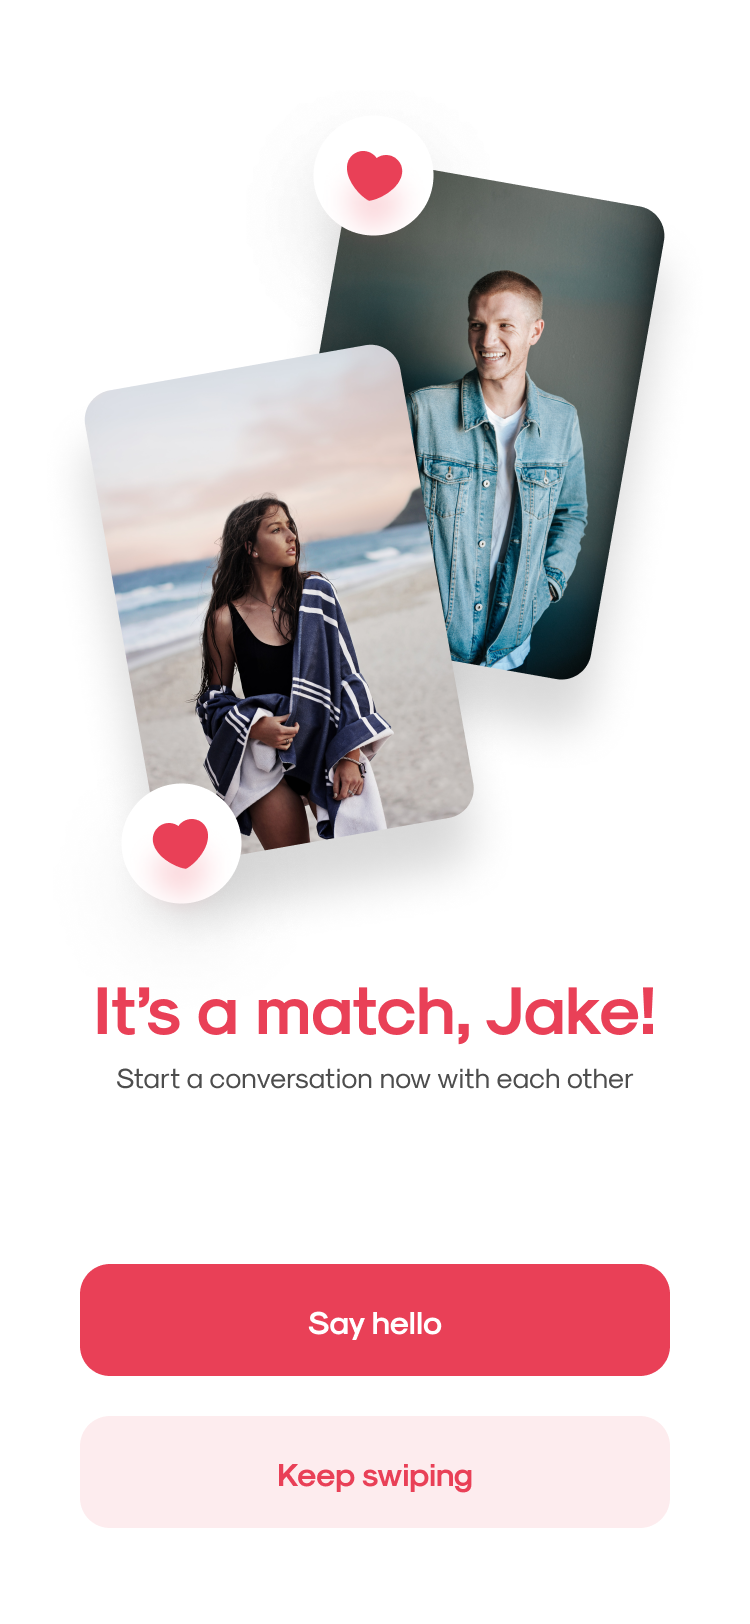 It’s a match, Jake!
Start a conversation now with each other
Say hello
Keep swiping